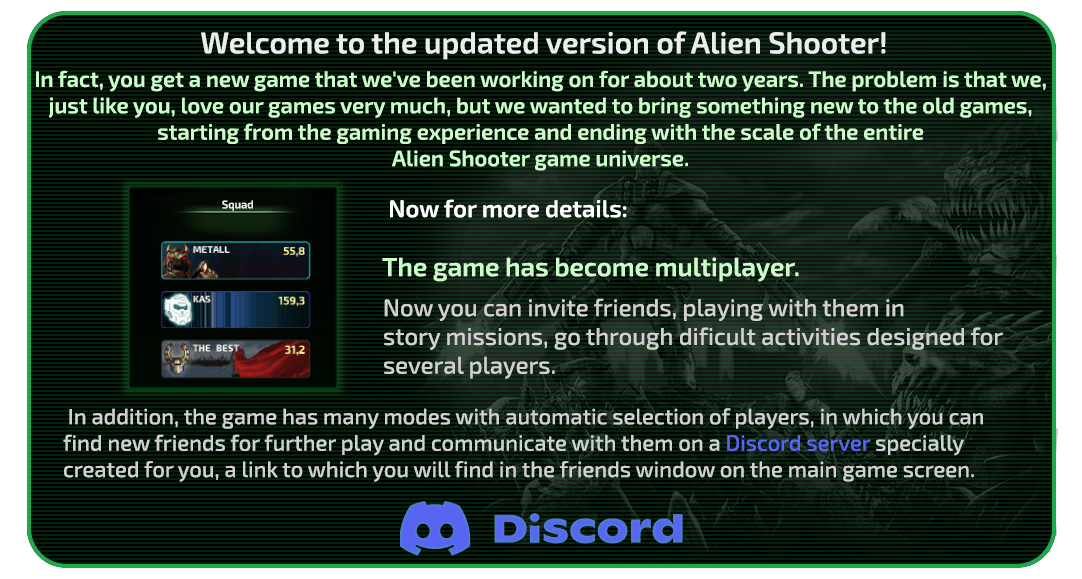 Welcome to the updated version of Alien Shooter!
In fact, you get a new game that we've been working on for about two years. The problem is that we,
just like you, love our games very much, but we wanted to bring something new to the old games,
starting from the gaming experience and ending with the scale of the entire
Alien Shooter game universe.
Squad
METALL 55,8
KAS 159,3
THE BEST 31,2
Now for more details:
The game has become multiplayer.
Now you can invite friends, playing with them in
story missions, go through dificult activities designed for
several players.
In addition, the game has many modes with automatic selection of players, in which you can
find new friends for further play and communicate with them on a Discord server specially
created for you, a link to which you will find in the friends window on the main game screen.
Discord